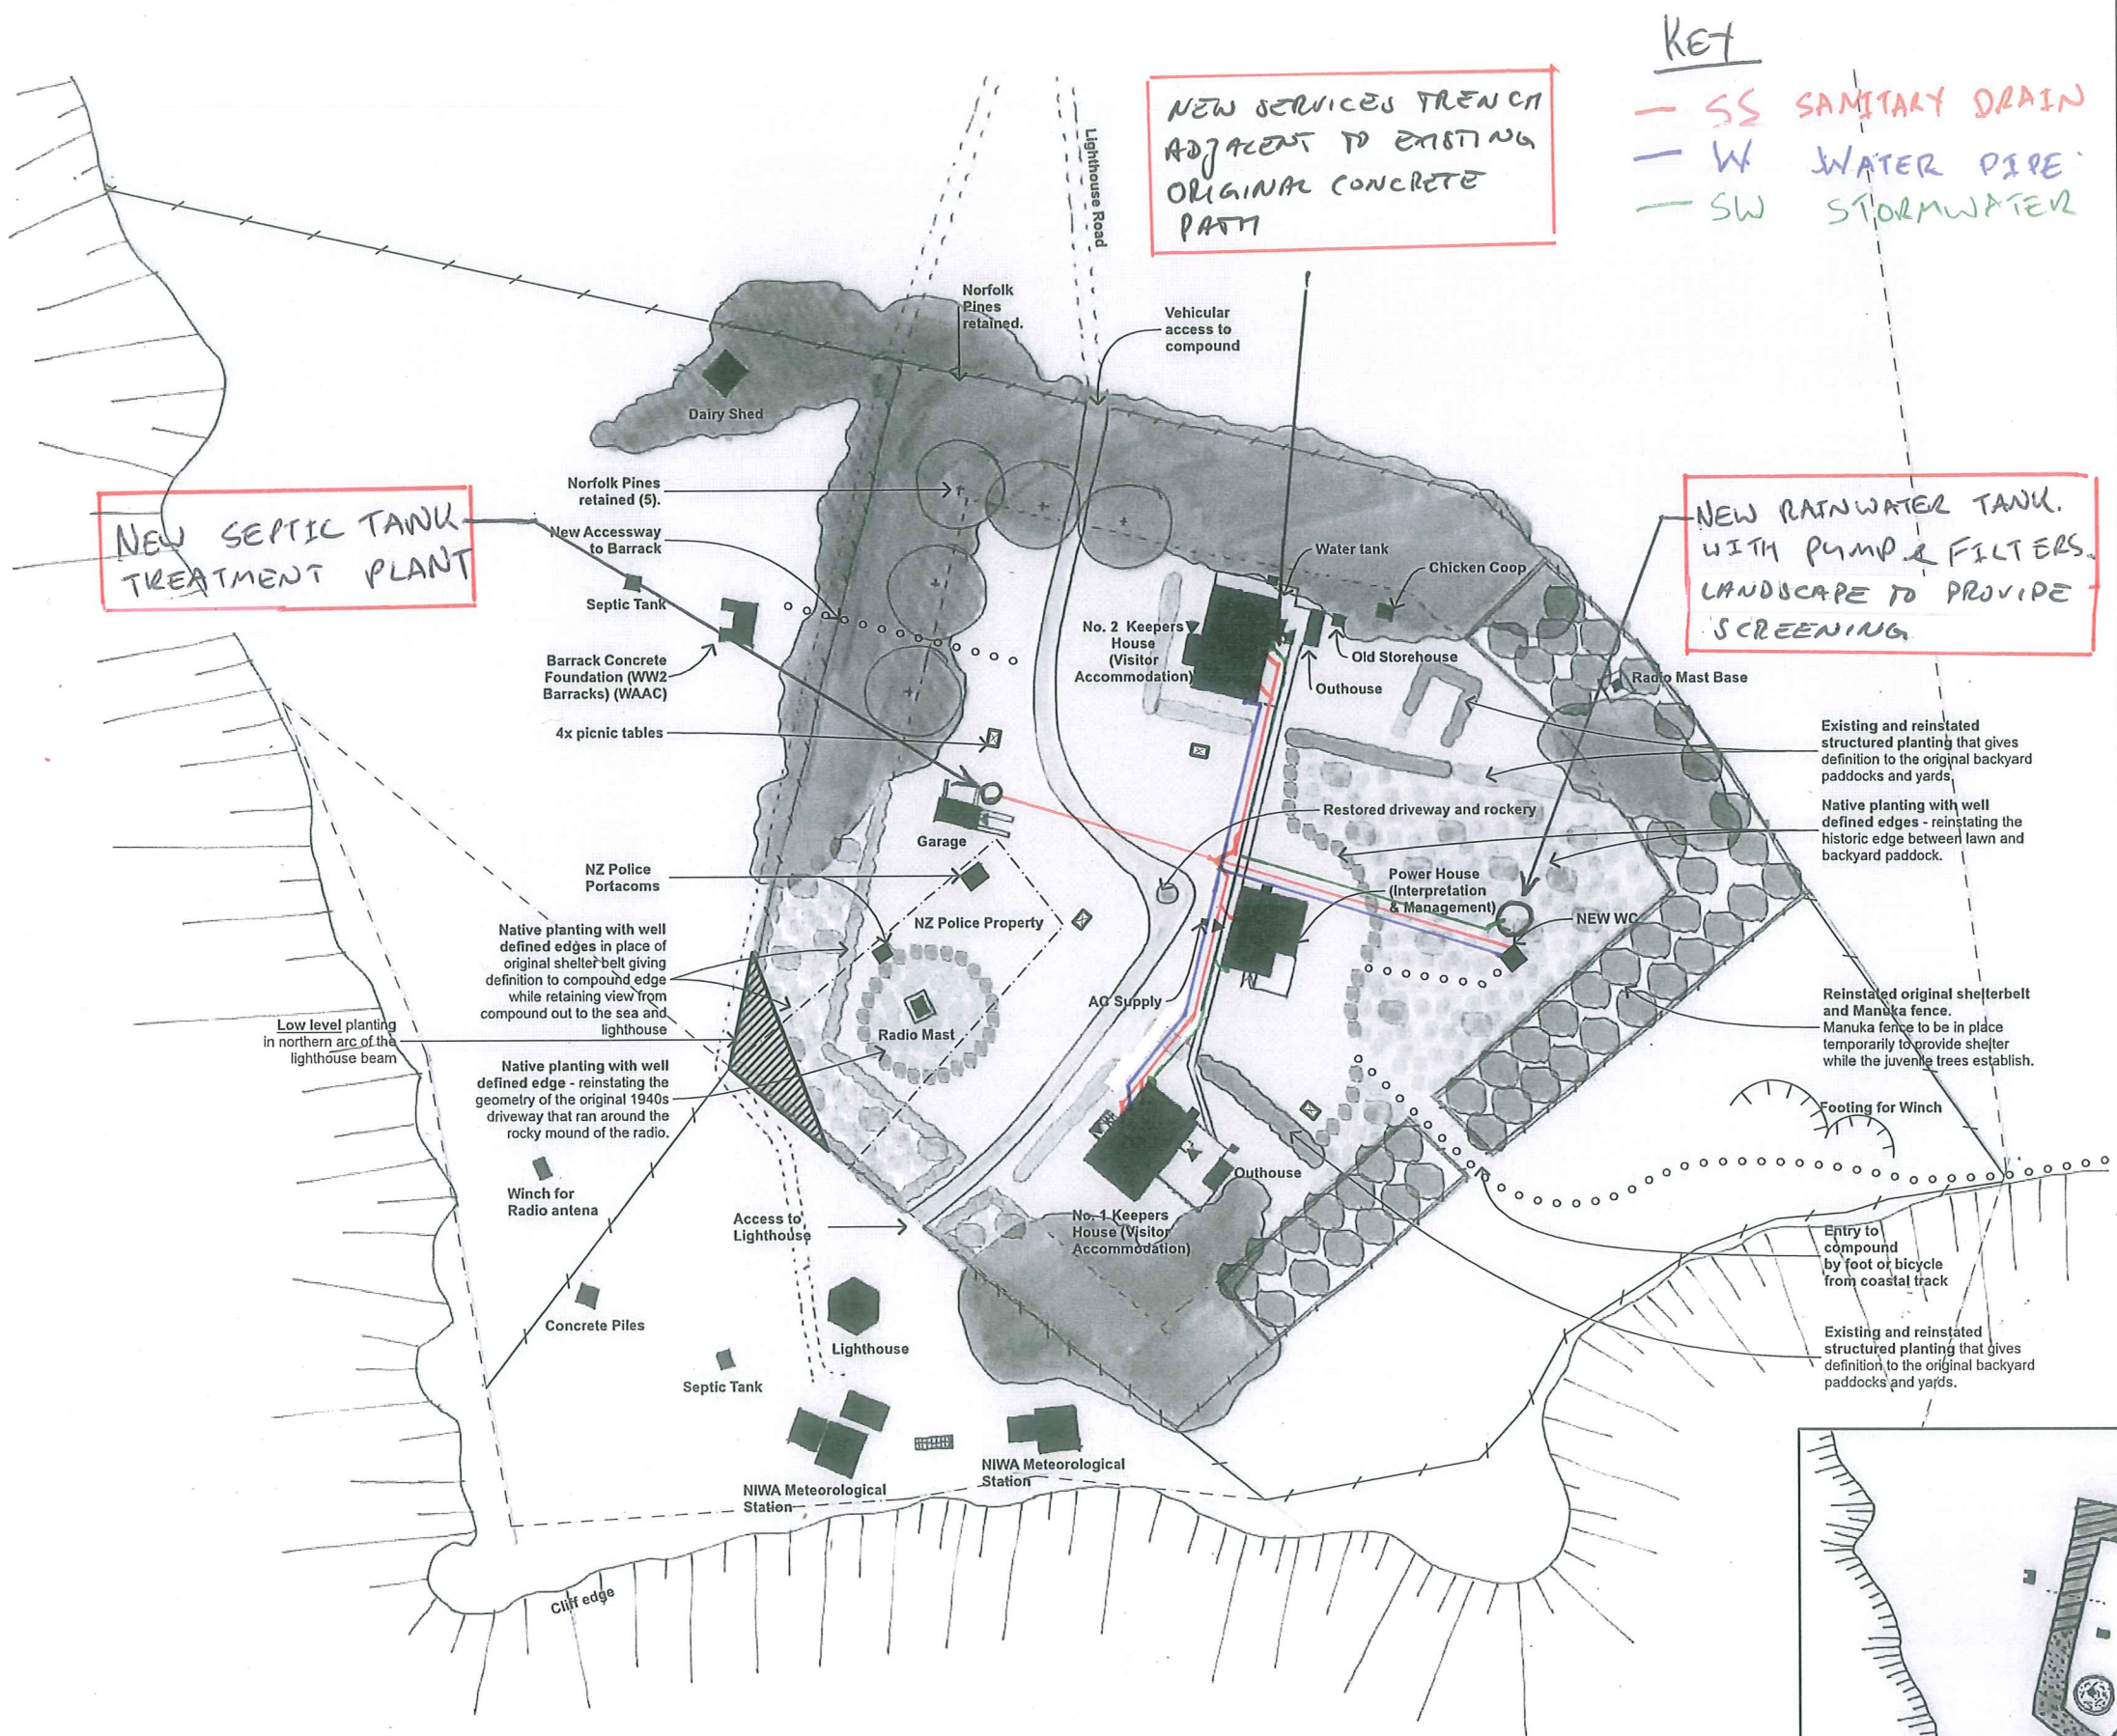 KEY
SS SANITARY DRAIN
W WATER PIPE
SW STORMWATER
NEW SERVICES TRENCH
ADJACENT TO EXISTING
ORIGINAL CONCRETE
PATH
Lighthouse Road
Norfolk
Pines
retained.
Vehicular
access to
compound
Dairy Shed
Norfolk Pines
retained (5).
New Accessway
to Barrack
NEW SEPTIC TANK
TREATMENT PLANT
Septic Tank
Barrack Concrete
Foundation (WW2
Barracks) (WAAC)
4x picnic tables
NEW RAINWATER TANK.
WITH PUMP & FILTERS.
LANDSCAPE TO PROVIDE
SCREENING
Water tank
Chicken Coop
No. 2 Keepers
House
(Visitor
Accommodation)
Old Storehouse
Outhouse
Radio Mast Base
Existing and reinstated
structured planting that gives
definition to the original backyard
paddocks and yards.
Restored driveway and rockery
Native planting with well
defined edges - reinstating the
historic edge between lawn and
backyard paddock.
Garage
NZ Police
Portacoms
NZ Police Property
Power House
(Interpretation
& Management)
NEW WC
Native planting with well
defined edges in place of
original shelter belt giving
definition to compound edge
while retaining view from
compound out to the sea and
lighthouse
AC Supply
Radio Mast
Low level planting
in northern arc of the
lighthouse beam
Reinstated original shelterbelt
and Manuka fence.
Manuka fence to be in place
temporarily to provide shelter
while the juvenile trees establish.
Native planting with well
defined edge - reinstating the
geometry of the original 1940s
driveway that ran around the
rocky mound of the radio.
Footing for Winch
Winch for
Radio antena
Outhouse
Access to
Lighthouse
No. 1 Keepers
House (Visitor
Accommodation)
Entry to
compound
by foot or bicycle
from coastal track
Concrete Piles
Lighthouse
Existing and reinstated
structured planting that gives
definition to the original backyard
paddocks and yards.
Septic Tank
NIWA Meteorological
Station
NIWA Meteorological
Station
Cliff edge